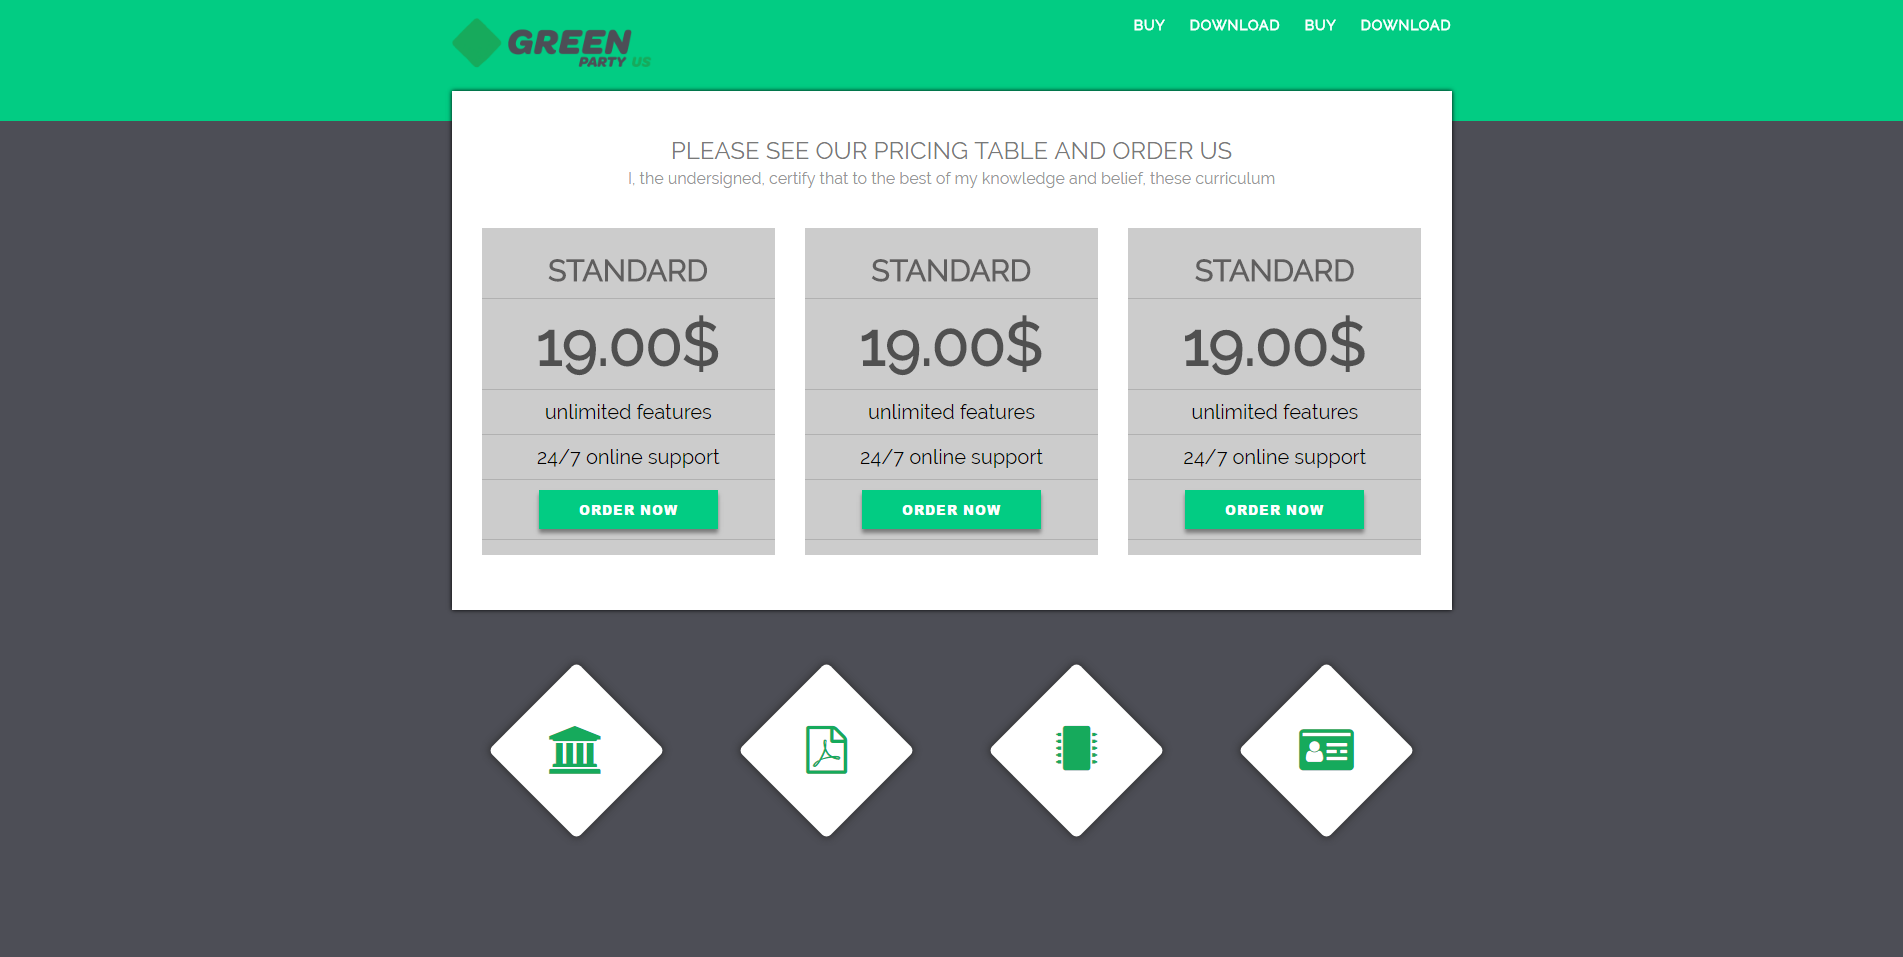 GREEN
PARTY US
BUY DOWNLOAD BUY DOWNLOAD
PLEASE SEE OUR PRICING TABLE AND ORDER US
I, the undersigned, certify that to the best of my knowledge and belief, these curriculum
STANDARD
19.00$
unlimited features
24/7 online support
ORDER NOW
STANDARD
19.00$
unlimited features
24/7 online support
ORDER NOW
STANDARD
19.00$
unlimited features
24/7 online support
ORDER NOW